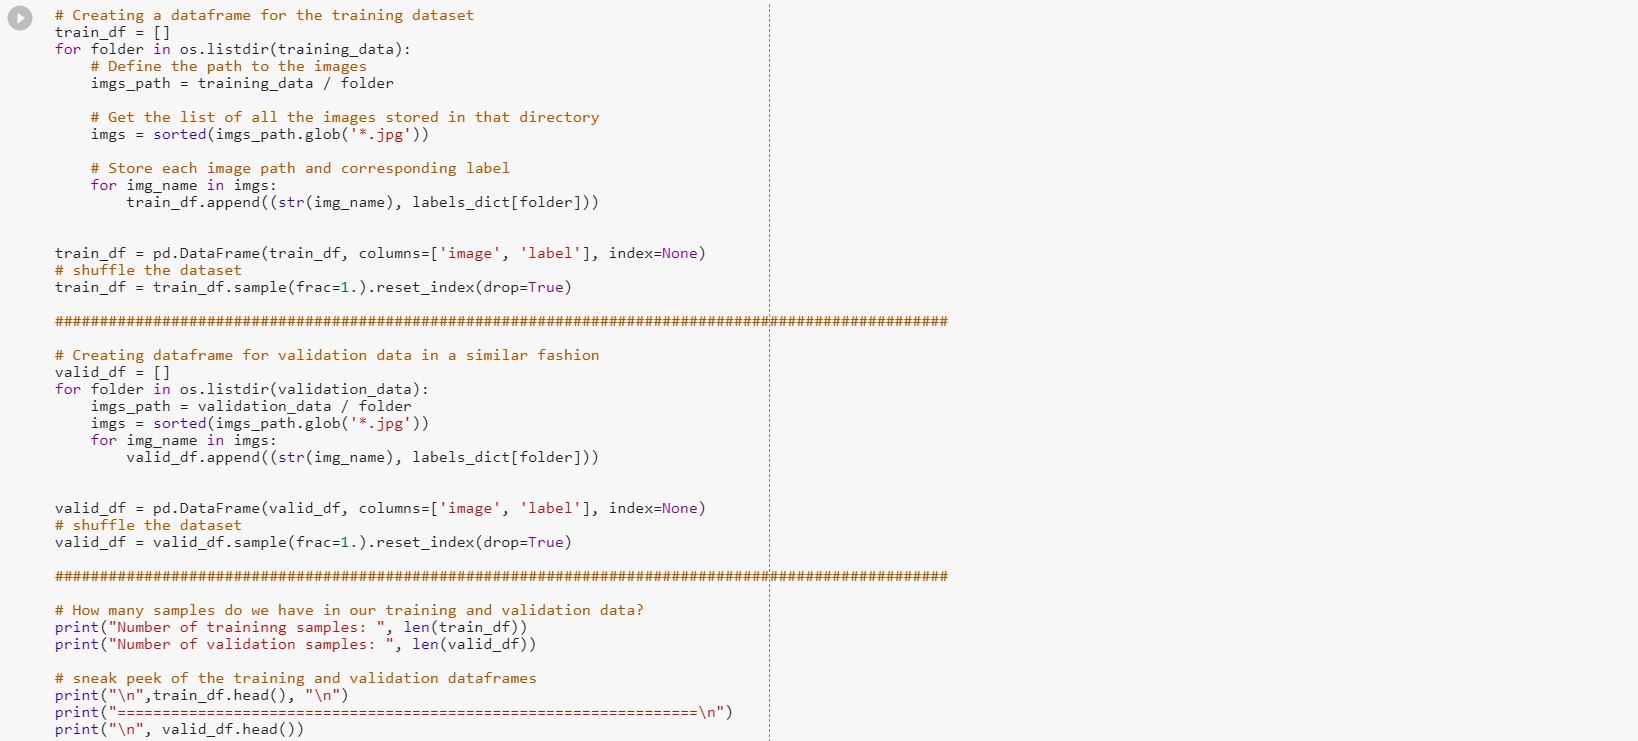 # Creating a dataframe for the training dataset
train_df = []
for folder in os.listdir(training_data):
    # Define the path to the images
    imgs_path = training_data / folder

    # Get the list of all the images stored in that directory
    imgs = sorted(imgs_path.glob('*.jpg'))

    # Store each image path and corresponding label
    for img_name in imgs:
        train_df.append((str(img_name), labels_dict[folder]))


train_df = pd.DataFrame(train_df, columns=['image', 'label'], index=None)
# shuffle the dataset
train_df = train_df.sample(frac=1.).reset_index(drop=True)

####################################################################################################

# Creating dataframe for validation data in a similar fashion
valid_df = []
for folder in os.listdir(validation_data):
    imgs_path = validation_data / folder
    imgs = sorted(imgs_path.glob('*.jpg'))
    for img_name in imgs:
        valid_df.append((str(img_name), labels_dict[folder]))


valid_df = pd.DataFrame(valid_df, columns=['image', 'label'], index=None)
# shuffle the dataset
valid_df = valid_df.sample(frac=1.).reset_index(drop=True)

####################################################################################################

# How many samples do we have in our training and validation data?
print("Number of traininng samples: ", len(train_df))
print("Number of validation samples: ", len(valid_df))

# sneak peek of the training and validation dataframes
print("\n",train_df.head(), "\n")
print("=================================================================\n")
print("\n", valid_df.head())